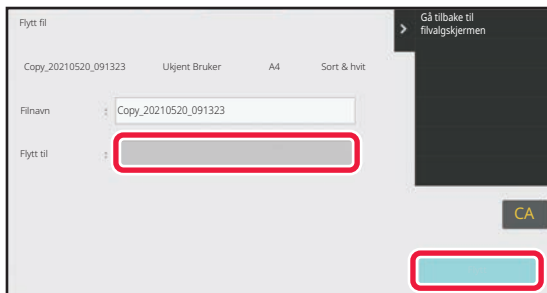 Flytt fil
Gå tilbake til
filvalgskjermen
Copy_20210520_091323 Ukjent Bruker A4 Sort & hvit
Filnavn : Copy_20210520_091323
Flytt til :
CA